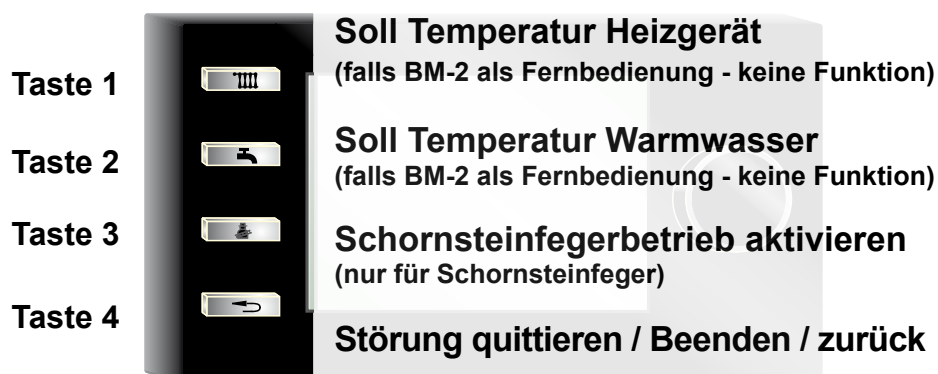 Soll Temperatur Heizgerät
Taste 1
(falls BM-2 als Fernbedienung - keine Funktion)
Soll Temperatur Warmwasser
Taste 2
(falls BM-2 als Fernbedienung - keine Funktion)
Taste 3
Schornsteinfegerbetrieb aktivieren
(nur für Schornsteinfeger)
Taste 4
Störung quittieren / Beenden / zurück